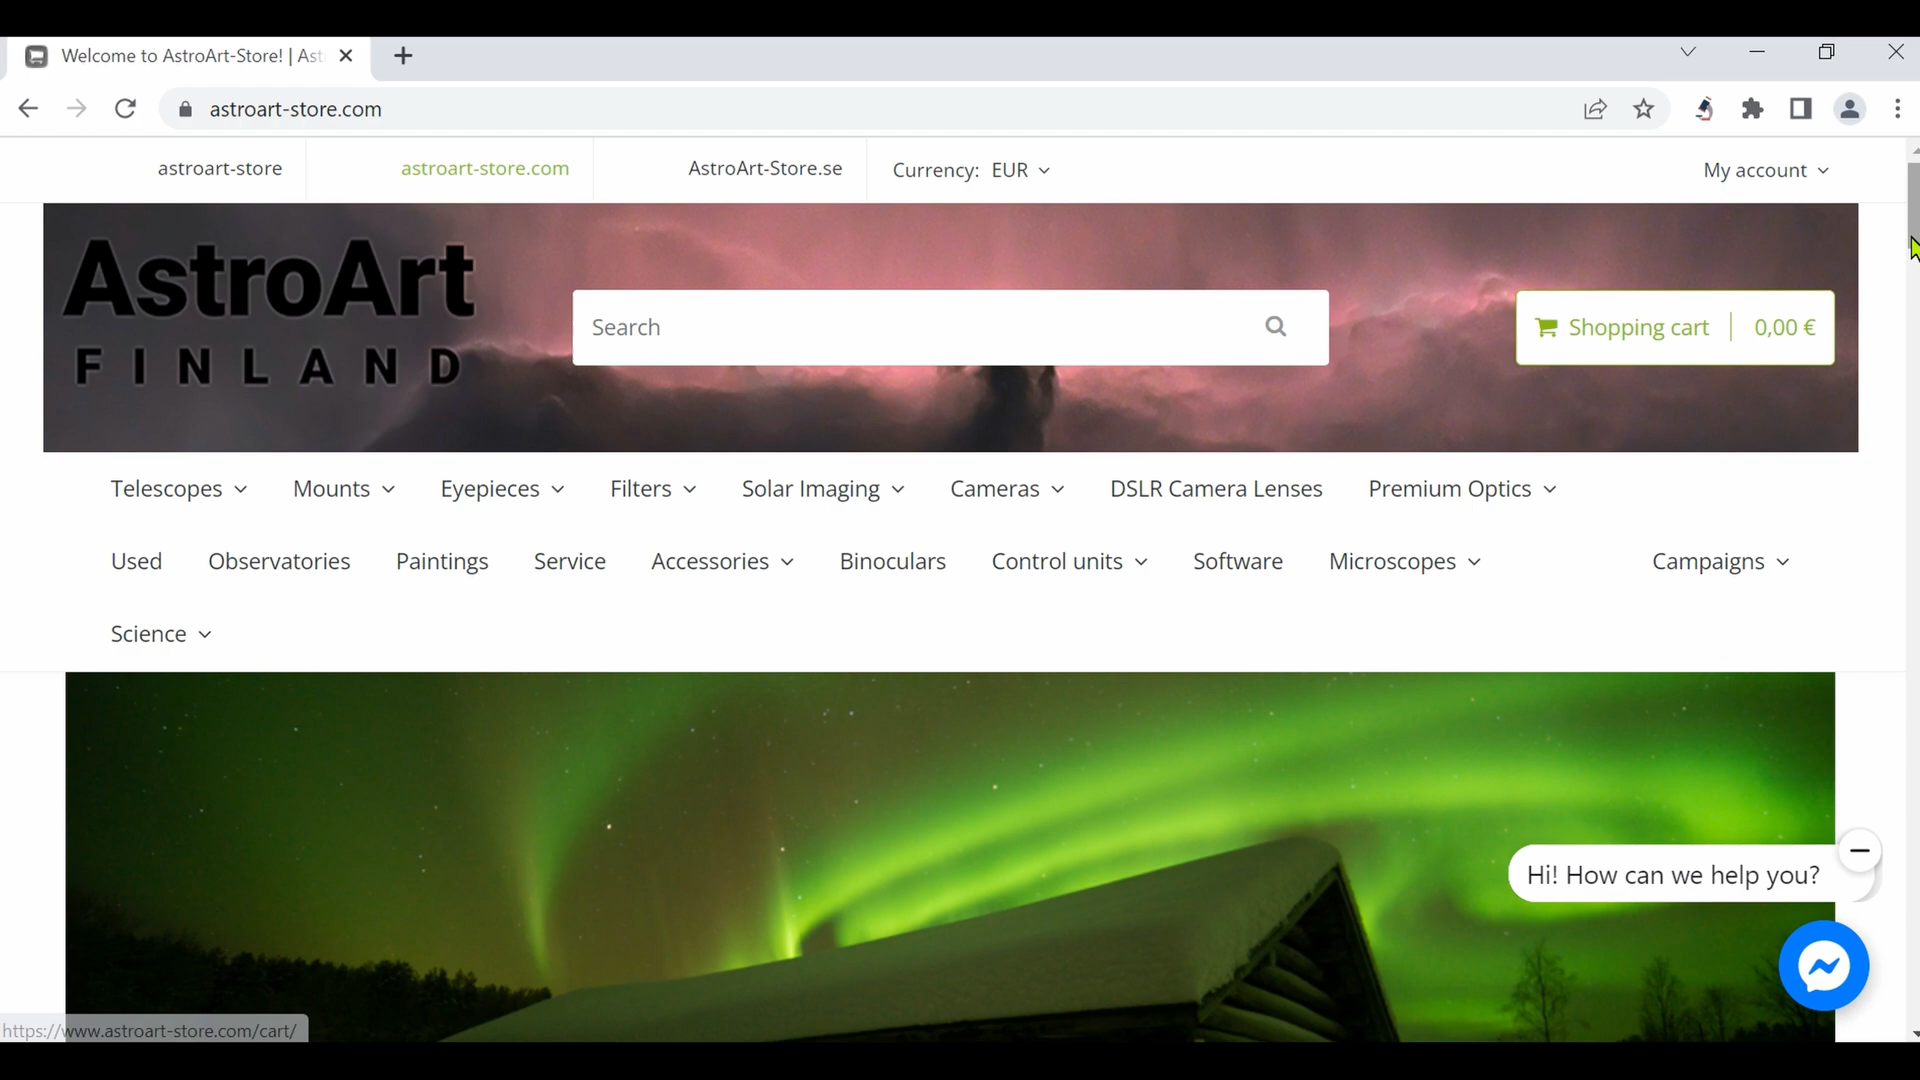 Welcome to AstroArt-Store! | Ast
astroart-store.com
astroart-store astroart-store.com AstroArt-Store.se Currency: EUR My account
AstroArt
FINLAND
Search
Shopping cart 0,00 €
Telescopes Mounts Eyepieces Filters Solar Imaging Cameras DSLR Camera Lenses Premium Optics
Used Observatories Paintings Service Accessories Binoculars Control units Software Microscopes Campaigns
Science
Hi! How can we help you?
https://www.astroart-store.com/cart/